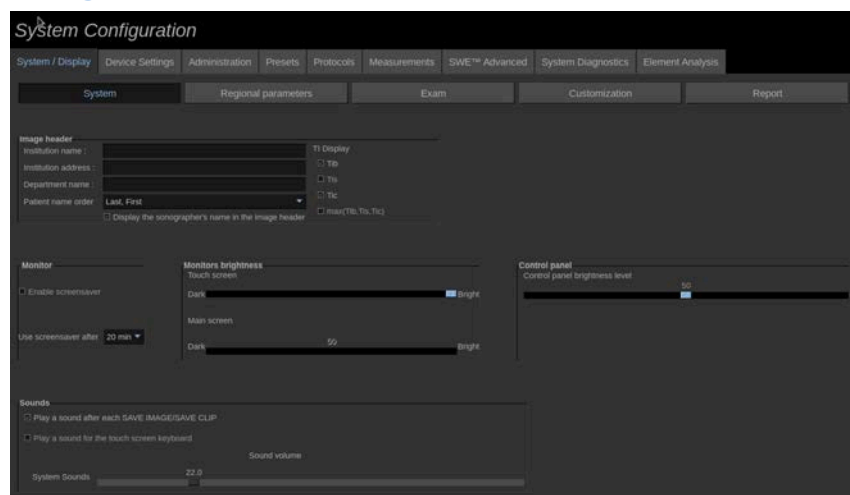 System Configuration
System / Display Device Settings Administration Presets Protocols Measurements SWE™ Advanced System Diagnostics Element Analysis
System Regional parameters Exam Customization Report
Image header
Institution name :
Institution address :
Department name :
Patient name order Last, First
Display the sonographer's name in the image header
TI Display
TIb
TIs
TIc
max(TIb,TIs,TIc)
Monitor
Enable screensaver
Use screensaver after 20 min
Monitors brightness
Touch screen
Dark Bright
Main screen
50
Dark Bright
Control panel
Control panel brightness level
50
Sounds
Play a sound after each SAVE IMAGE/SAVE CLIP
Play a sound for the touch screen keyboard
Sound volume
System Sounds 22.0